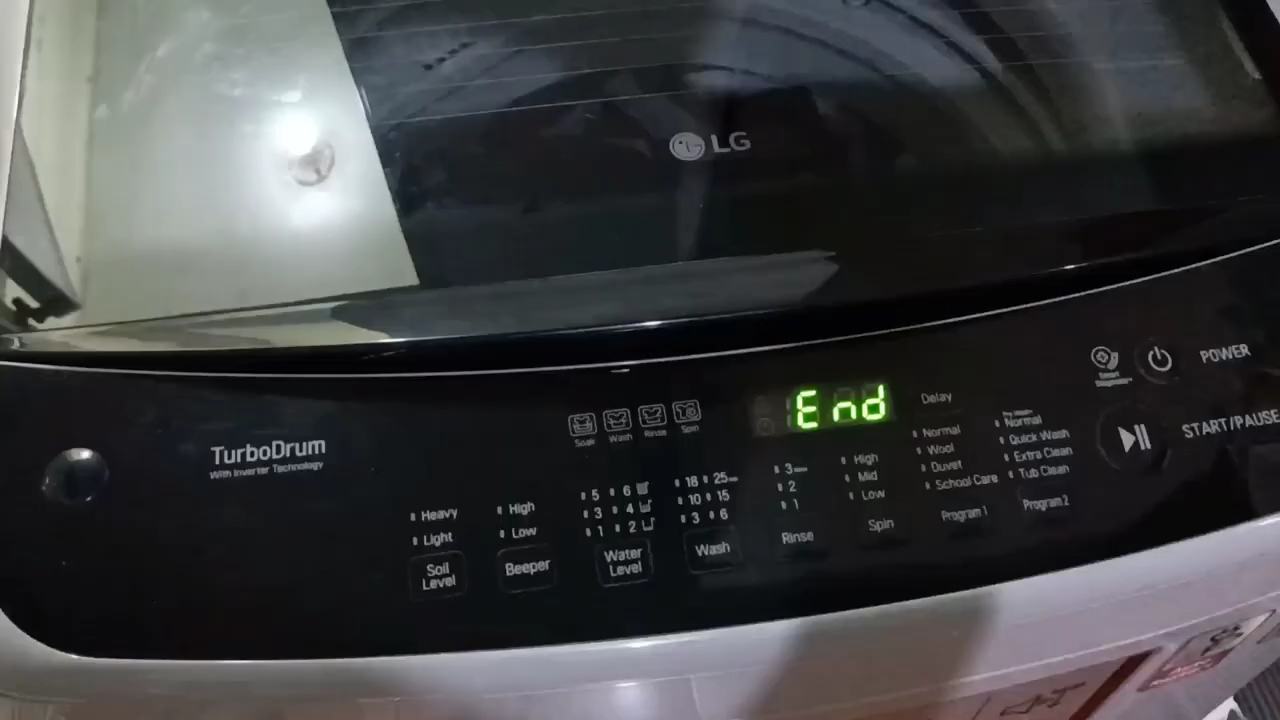 LG
TurboDrum
With Inverter Technology
Soak Wash Rinse Spin
End
Delay
Smart Diagnosis™
POWER
START/PAUSE
Heavy
Light
Soil Level
High
Low
Beeper
5 6
3 4
1 2
Water Level
18 25
10 15
3 6
Wash
3
2
1
Rinse
High
Mid
Low
Spin
Normal
Wool
Duvet
School Care
Program 1
Normal
Quick Wash
Extra Clean
Tub Clean
Program 2